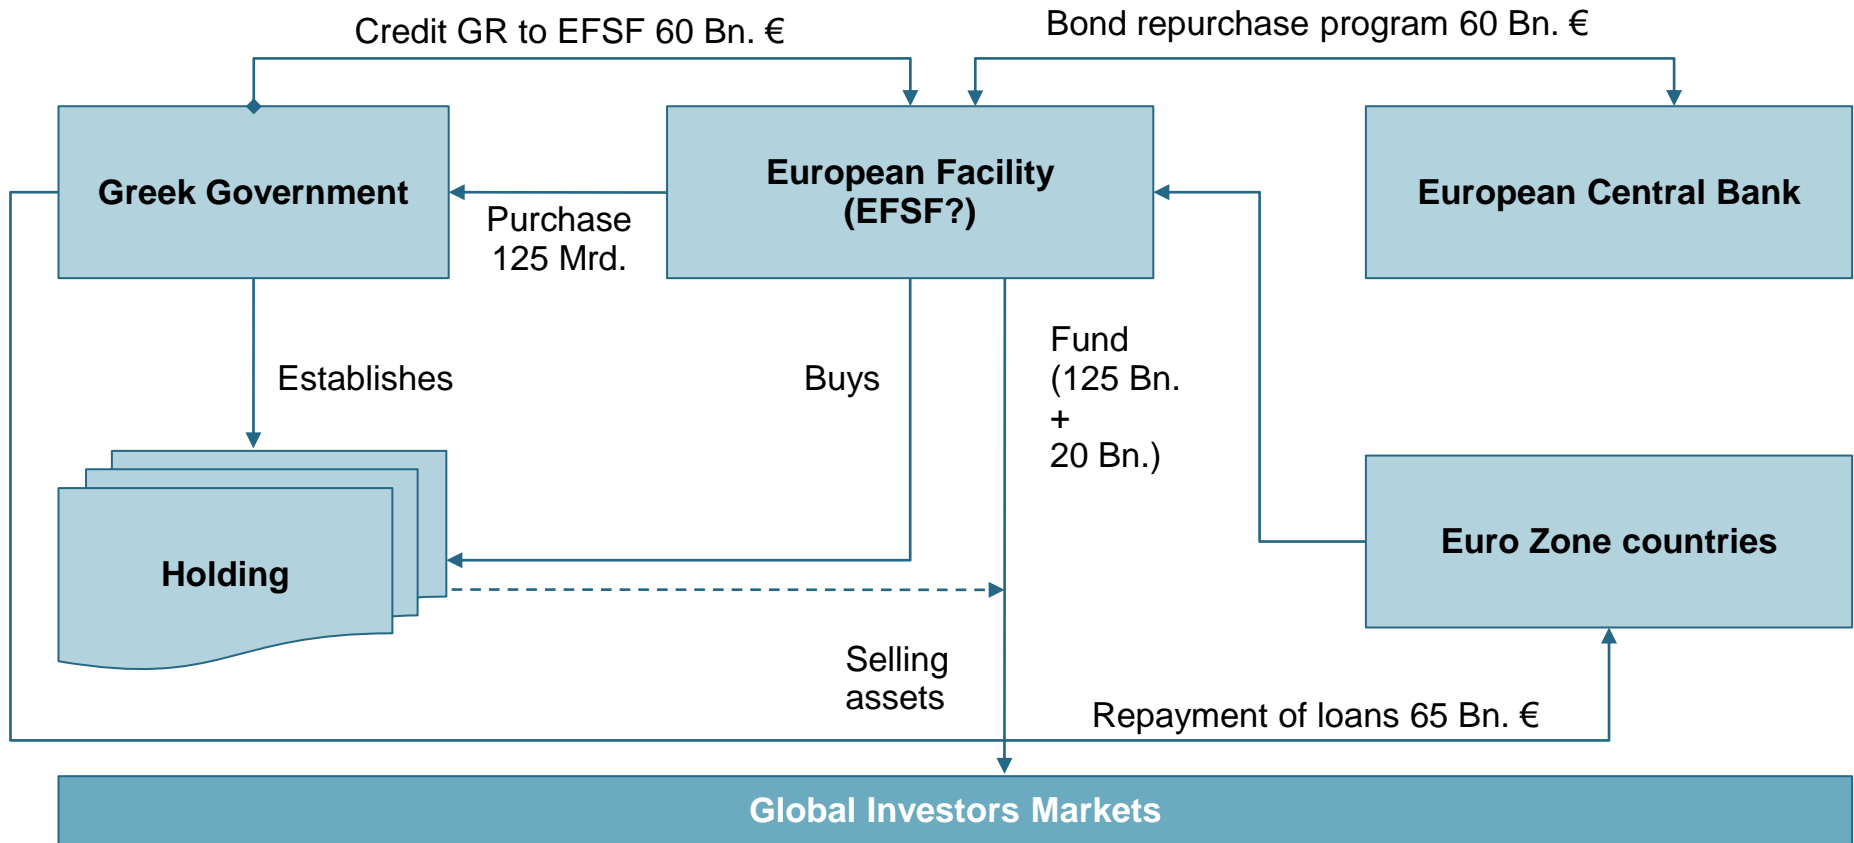 Credit GR to EFSF 60 Bn. €
Bond repurchase program 60 Bn. €
Greek Government
European Facility
(EFSF?)
European Central Bank
Purchase
125 Mrd.
Establishes
Buys
Fund
(125 Bn.
+
20 Bn.)
Holding
Euro Zone countries
Selling
assets
Repayment of loans 65 Bn. €
Global Investors Markets